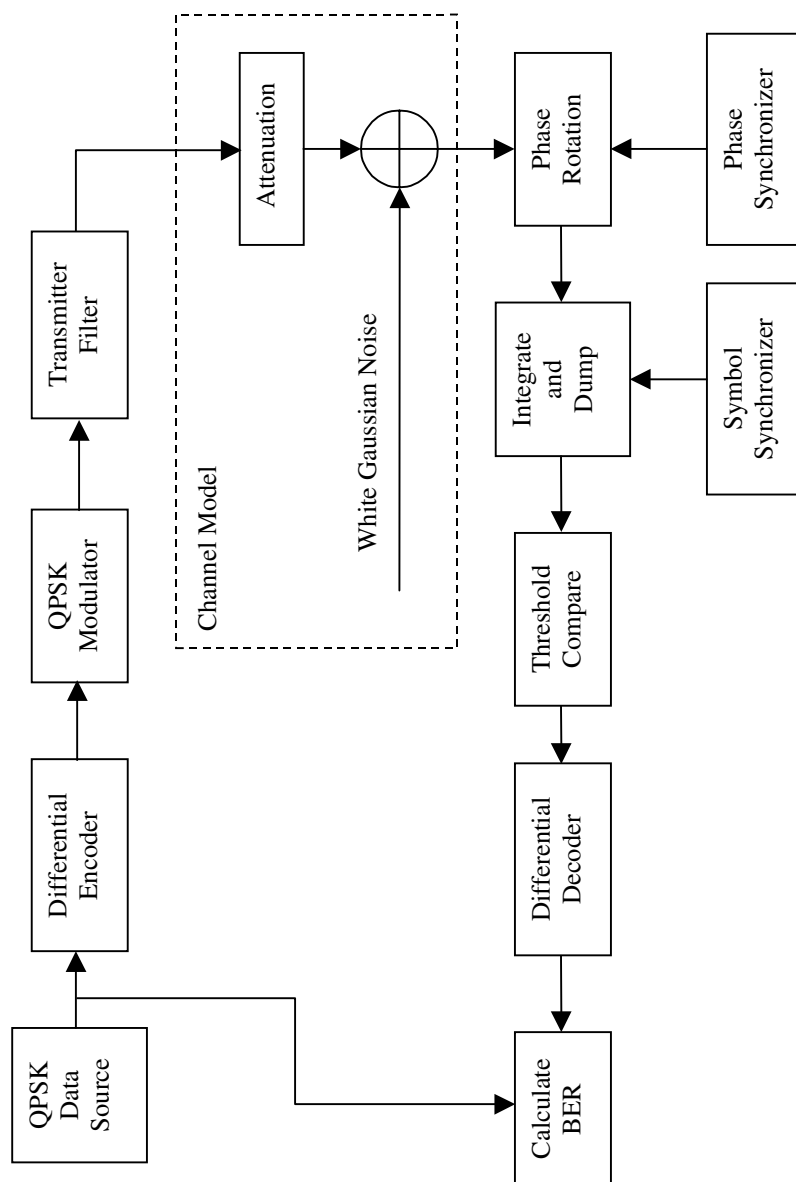 QPSK
Data
Source
Differential
Encoder
QPSK
Modulator
Transmitter
Filter
Channel Model
Attenuation
White Gaussian Noise
Phase
Rotation
Phase
Synchronizer
Integrate
and
Dump
Symbol
Synchronizer
Threshold
Compare
Differential
Decoder
Calculate
BER